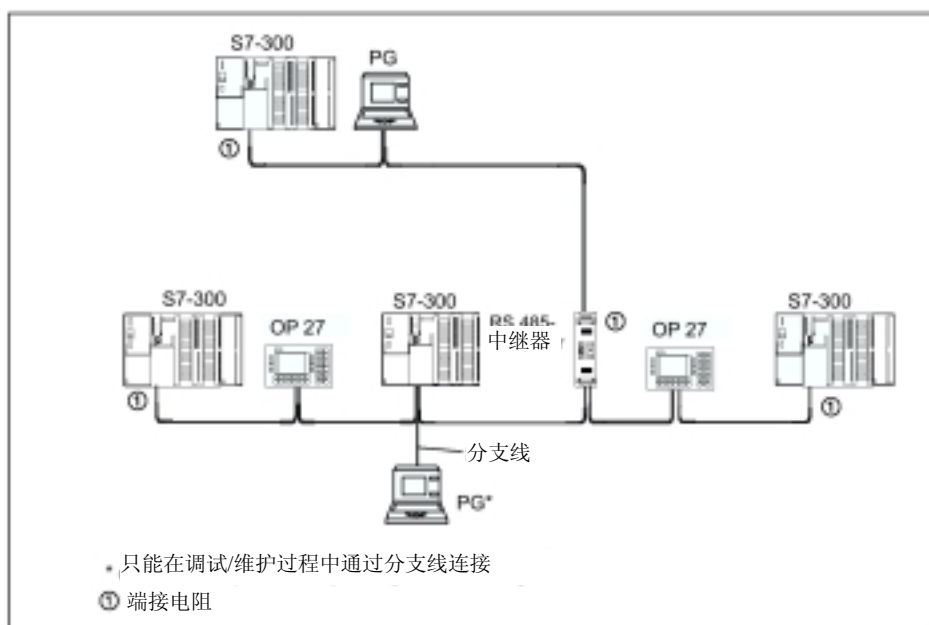 S7-300
PG
①
S7-300
OP 27
S7-300
RS 485-
中继器
①
OP 27
S7-300
①
①
分支线
PG*
* 只能在调试/维护过程中通过分支线连接
① 端接电阻